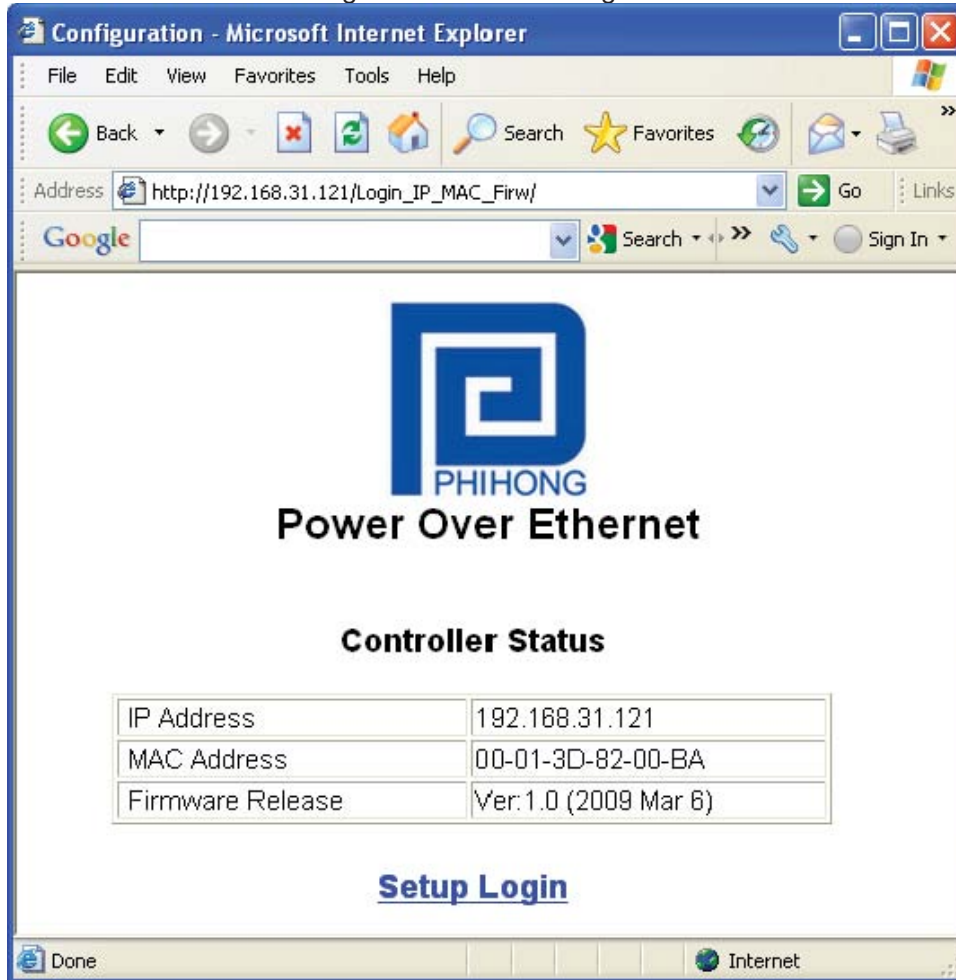 Configuration - Microsoft Internet Explorer
File Edit View Favorites Tools Help
Back Search Favorites »
Address http://192.168.31.121/Login_IP_MAC_Firw/ Go Links
Google Search » Sign In
PHIHONG
Power Over Ethernet
Controller Status
IP Address 192.168.31.121
MAC Address 00-01-3D-82-00-BA
Firmware Release Ver:1.0 (2009 Mar 6)
Setup Login
Done Internet